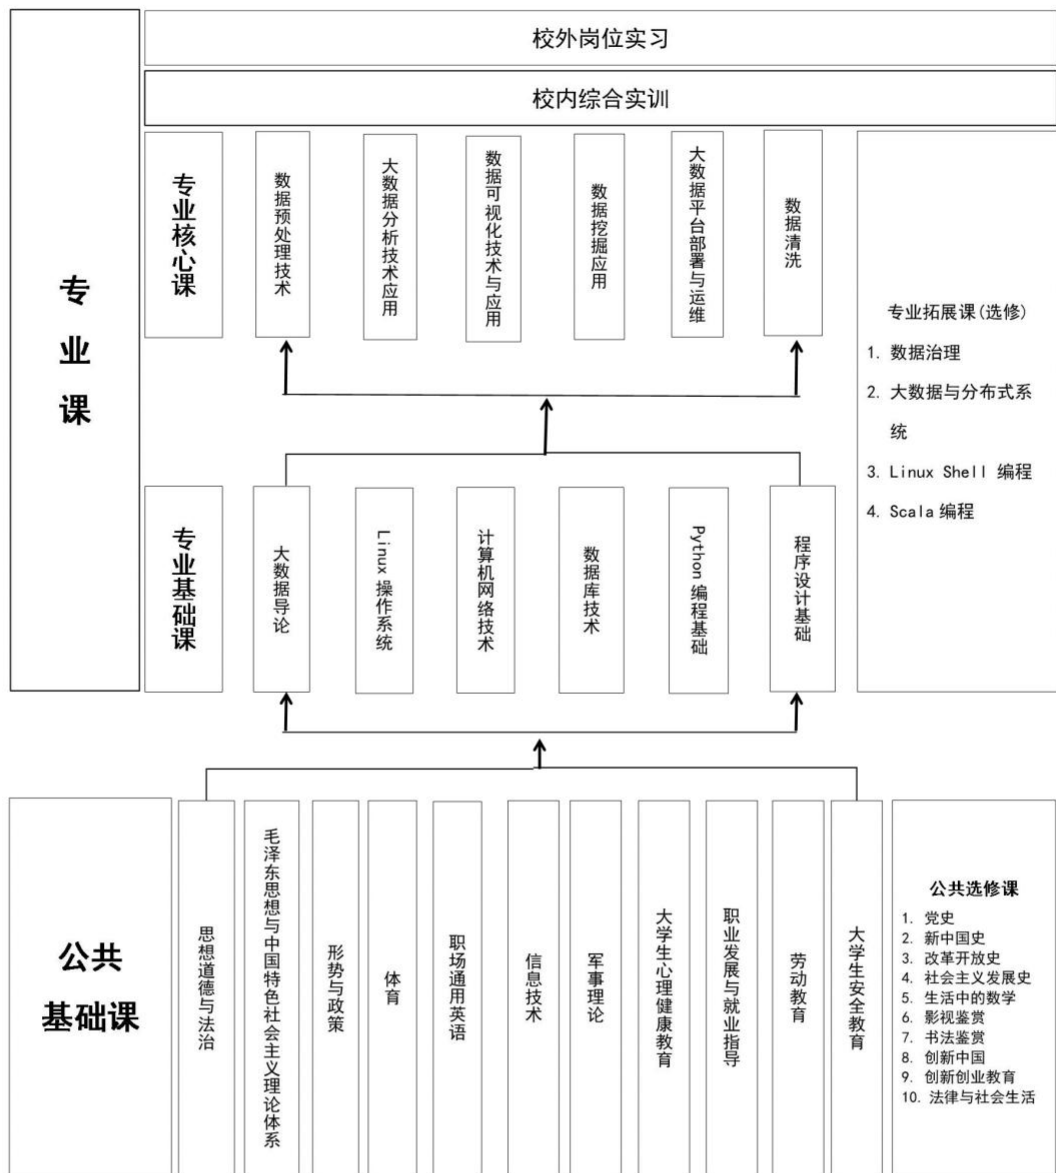 校外岗位实习
校内综合实训
专业课
专业核心课
数据预处理技术
大数据分析技术应用
数据可视化技术与应用
数据挖掘应用
大数据平台部署与运维
数据清洗
专业拓展课(选修)
1. 数据治理
2. 大数据与分布式系
统
3. Linux Shell 编程
4. Scala 编程
专业基础课
大数据导论
Linux 操作系统
计算机网络技术
数据库技术
Python 编程基础
程序设计基础
公共
基础课
思想道德与法治
毛泽东思想与中国特色社会主义理论体系
形势与政策
体育
职场通用英语
信息技术
军事理论
大学生心理健康教育
职业发展与就业指导
劳动教育
大学生安全教育
公共选修课
1. 党史
2. 新中国史
3. 改革开放史
4. 社会主义发展史
5. 生活中的数学
6. 影视鉴赏
7. 书法鉴赏
8. 创新中国
9. 创新创业教育
10. 法律与社会生活